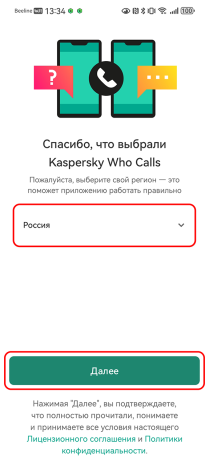 Beeline 13:34 100
Спасибо, что выбрали
Kaspersky Who Calls
Пожалуйста, выберите свой регион — это
поможет приложению работать правильно
Россия
Далее
Нажимая "Далее", вы подтверждаете,
что полностью прочитали, понимаете
и принимаете все условия настоящего
Лицензионного соглашения и Политики
конфиденциальности.